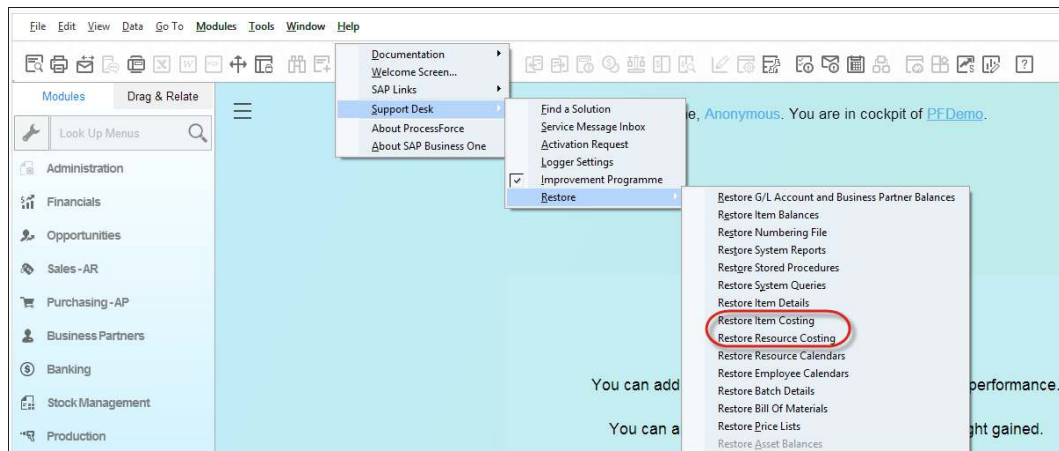 File Edit View Data Go To Modules Tools Window Help
Modules Drag & Relate
Look Up Menus
Administration
Financials
Opportunities
Sales - AR
Purchasing - AP
Business Partners
Banking
Stock Management
Production
Documentation
Welcome Screen...
SAP Links
Support Desk
About ProcessForce
About SAP Business One
Find a Solution
Service Message Inbox
Activation Request
Logger Settings
Improvement Programme
Restore
Restore G/L Account and Business Partner Balances
Restore Item Balances
Restore Numbering File
Restore System Reports
Restore Stored Procedures
Restore System Queries
Restore Item Details
Restore Item Costing
Restore Resource Costing
Restore Resource Calendars
Restore Employee Calendars
Restore Batch Details
Restore Bill Of Materials
Restore Price Lists
Restore Asset Balances
Anonymous. You are in cockpit of PFDemo.
You can add performance.
You can a gained.